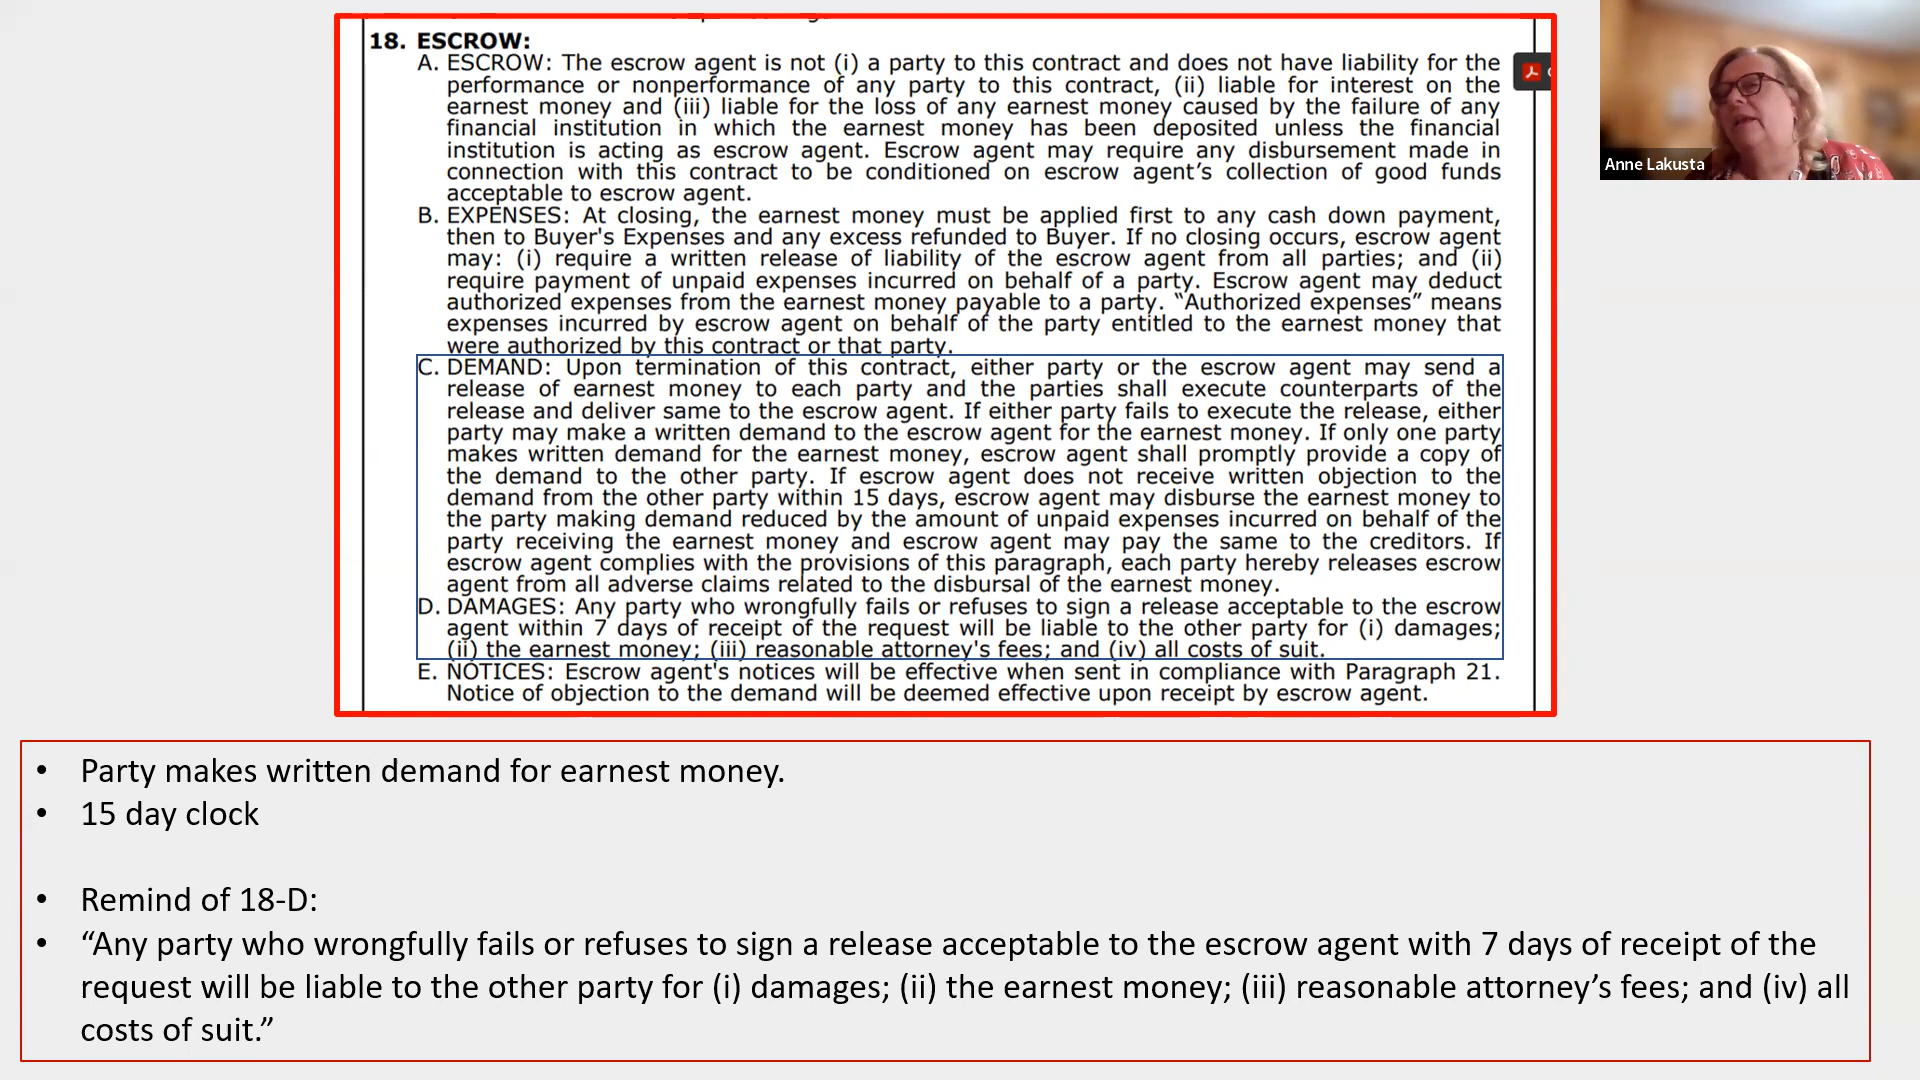 18. ESCROW:
A. ESCROW: The escrow agent is not (i) a party to this contract and does not have liability for the
performance or nonperformance of any party to this contract, (ii) liable for interest on the
earnest money and (iii) liable for the loss of any earnest money caused by the failure of any
financial institution in which the earnest money has been deposited unless the financial
institution is acting as escrow agent. Escrow agent may require any disbursement made in
connection with this contract to be conditioned on escrow agent's collection of good funds
acceptable to escrow agent.
B. EXPENSES: At closing, the earnest money must be applied first to any cash down payment,
then to Buyer's Expenses and any excess refunded to Buyer. If no closing occurs, escrow agent
may: (i) require a written release of liability of the escrow agent from all parties; and (ii)
require payment of unpaid expenses incurred on behalf of a party. Escrow agent may deduct
authorized expenses from the earnest money payable to a party. “Authorized expenses” means
expenses incurred by escrow agent on behalf of the party entitled to the earnest money that
were authorized by this contract or that party.
C. DEMAND: Upon termination of this contract, either party or the escrow agent may send a
release of earnest money to each party and the parties shall execute counterparts of the
release and deliver same to the escrow agent. If either party fails to execute the release, either
party may make a written demand to the escrow agent for the earnest money. If only one party
makes written demand for the earnest money, escrow agent shall promptly provide a copy of
the demand to the other party. If escrow agent does not receive written objection to the
demand from the other party within 15 days, escrow agent may disburse the earnest money to
the party making demand reduced by the amount of unpaid expenses incurred on behalf of the
party receiving the earnest money and escrow agent may pay the same to the creditors. If
escrow agent complies with the provisions of this paragraph, each party hereby releases escrow
agent from all adverse claims related to the disbursal of the earnest money.
D. DAMAGES: Any party who wrongfully fails or refuses to sign a release acceptable to the escrow
agent within 7 days of receipt of the request will be liable to the other party for (i) damages;
(ii) the earnest money; (iii) reasonable attorney's fees; and (iv) all costs of suit.
E. NOTICES: Escrow agent's notices will be effective when sent in compliance with Paragraph 21.
Notice of objection to the demand will be deemed effective upon receipt by escrow agent.
Anne Lakusta
• Party makes written demand for earnest money.
• 15 day clock
• Remind of 18-D:
• “Any party who wrongfully fails or refuses to sign a release acceptable to the escrow agent with 7 days of receipt of the
request will be liable to the other party for (i) damages; (ii) the earnest money; (iii) reasonable attorney’s fees; and (iv) all
costs of suit.”